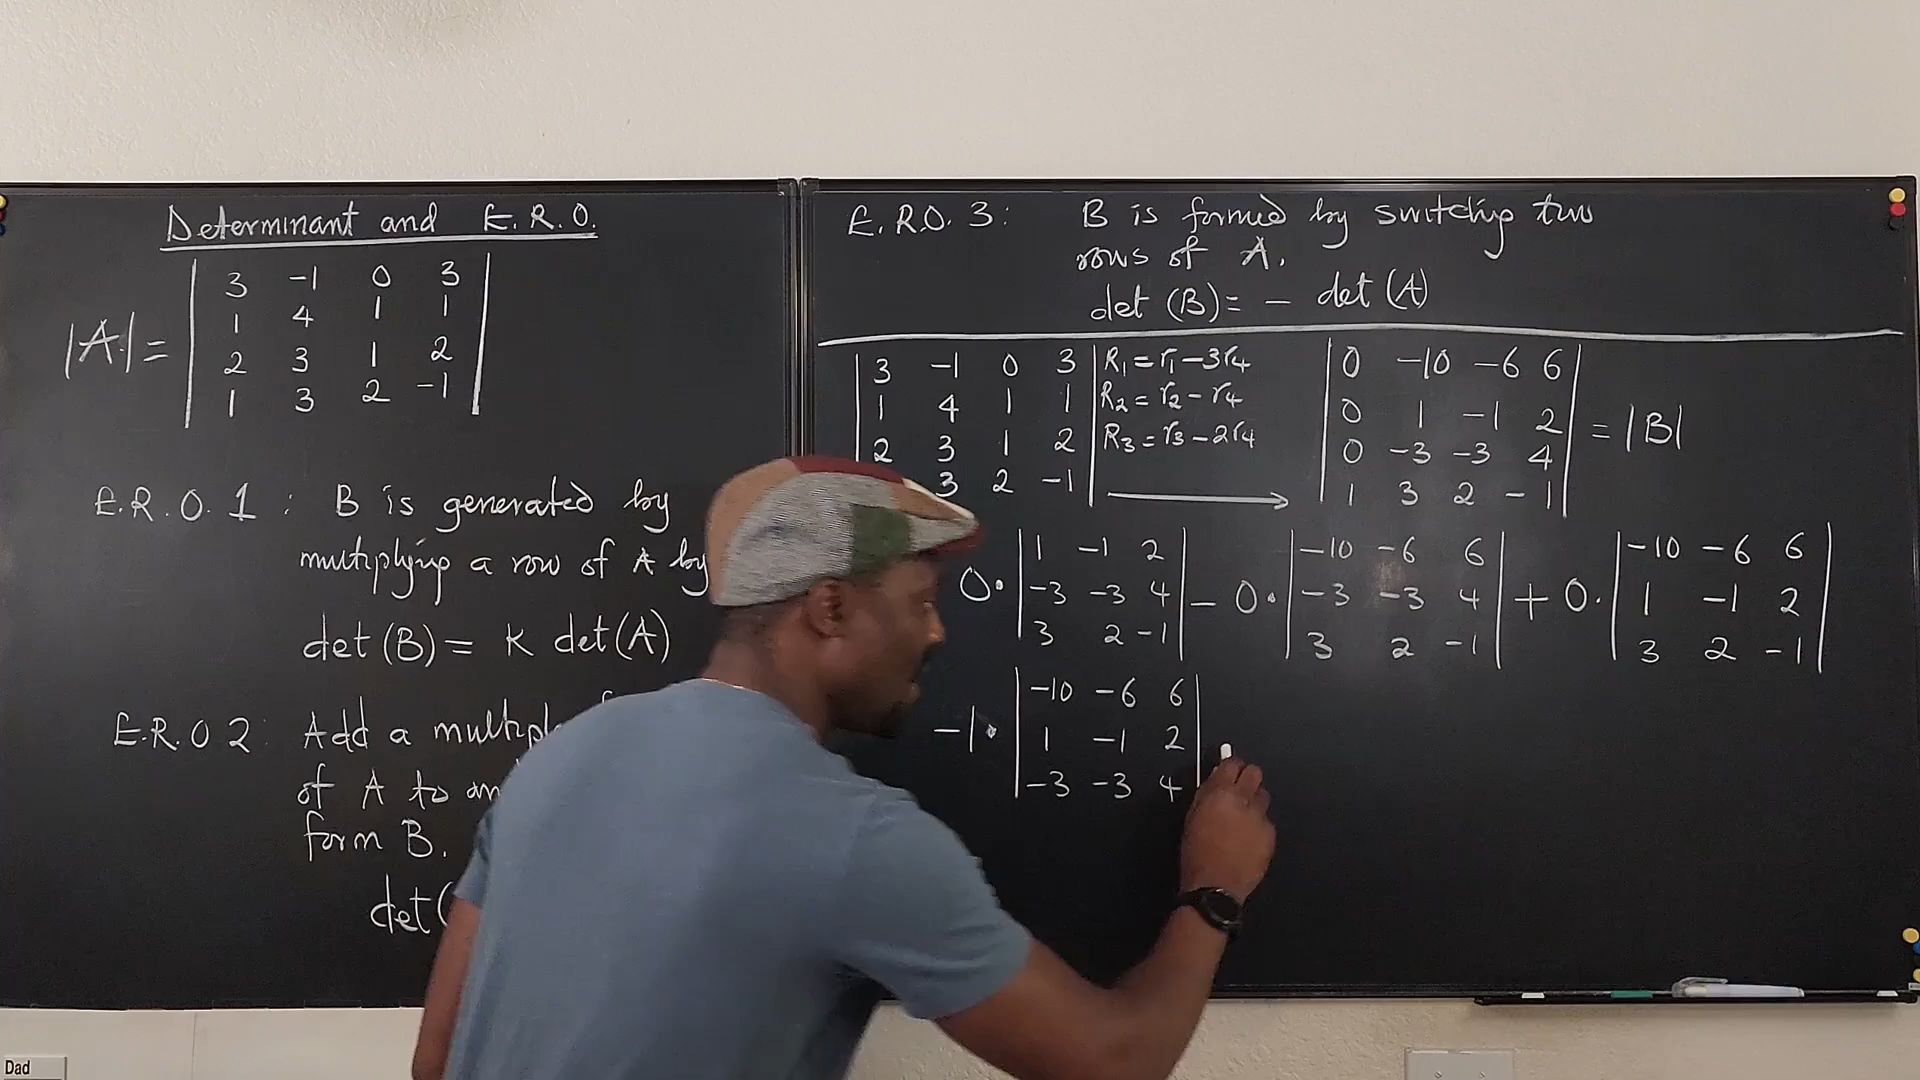 Determinant and E.R.O.
|A| =
3 -1 0 3
1 4 1 1
2 3 1 2
1 3 2 -1
E.R.O. 1 : B is generated by
multiplying a row of A by
det (B) = K det(A)
E.R.O 2 : Add a
of A to
form B.
det(
E.R.O. 3 : B is formed by switching two
rows of A.
det (B) = - det (A)
3 -1 0 3 R1 = r1 - 3r4
1 4 1 1 R2 = r2 - r4
2 3 1 2 R3 = r3 - 2r4
3 2 -1
0 -10 -6 6
0 1 -1 2
0 -3 -3 4
1 3 2 -1
= |B|
0 •
1 -1 2
-3 -3 4
3 2 -1
- 0 •
-10 -6 6
-3 -3 4
3 2 -1
+ 0 •
-10 -6 6
1 -1 2
3 2 -1
-1 •
-10 -6 6
1 -1 2
-3 -3 4
Dad